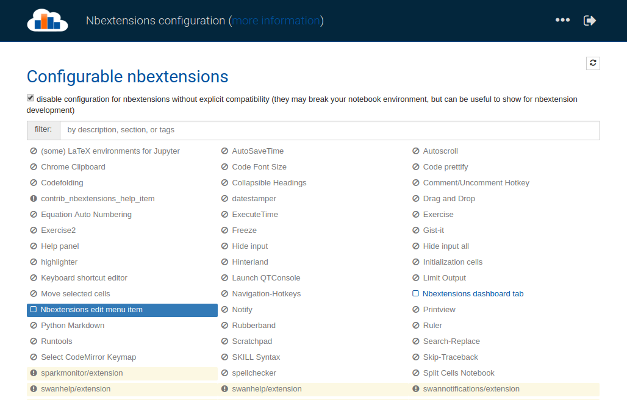 Nbextensions configuration (more information)
Configurable nbextensions
disable configuration for nbextensions without explicit compatibility (they may break your notebook environment, but can be useful to show for nbextension
development)
filter: by description, section, or tags
(some) LaTeX environments for Jupyter AutoSaveTime Autoscroll
Chrome Clipboard Code Font Size Code prettify
Codefolding Collapsible Headings Comment/Uncomment Hotkey
contrib_nbextensions_help_item datestamper Drag and Drop
Equation Auto Numbering ExecuteTime Exercise
Exercise2 Freeze Gist-it
Help panel Hide input Hide input all
highlighter Hinterland Initialization cells
Keyboard shortcut editor Launch QTConsole Limit Output
Move selected cells Navigation-Hotkeys Nbextensions dashboard tab
Nbextensions edit menu item Notify Printview
Python Markdown Rubberband Ruler
Runtools Scratchpad Search-Replace
Select CodeMirror Keymap SKILL Syntax Skip-Traceback
sparkmonitor/extension spellchecker Split Cells Notebook
swanhelp/extension swanhelp/extension swannotifications/extension